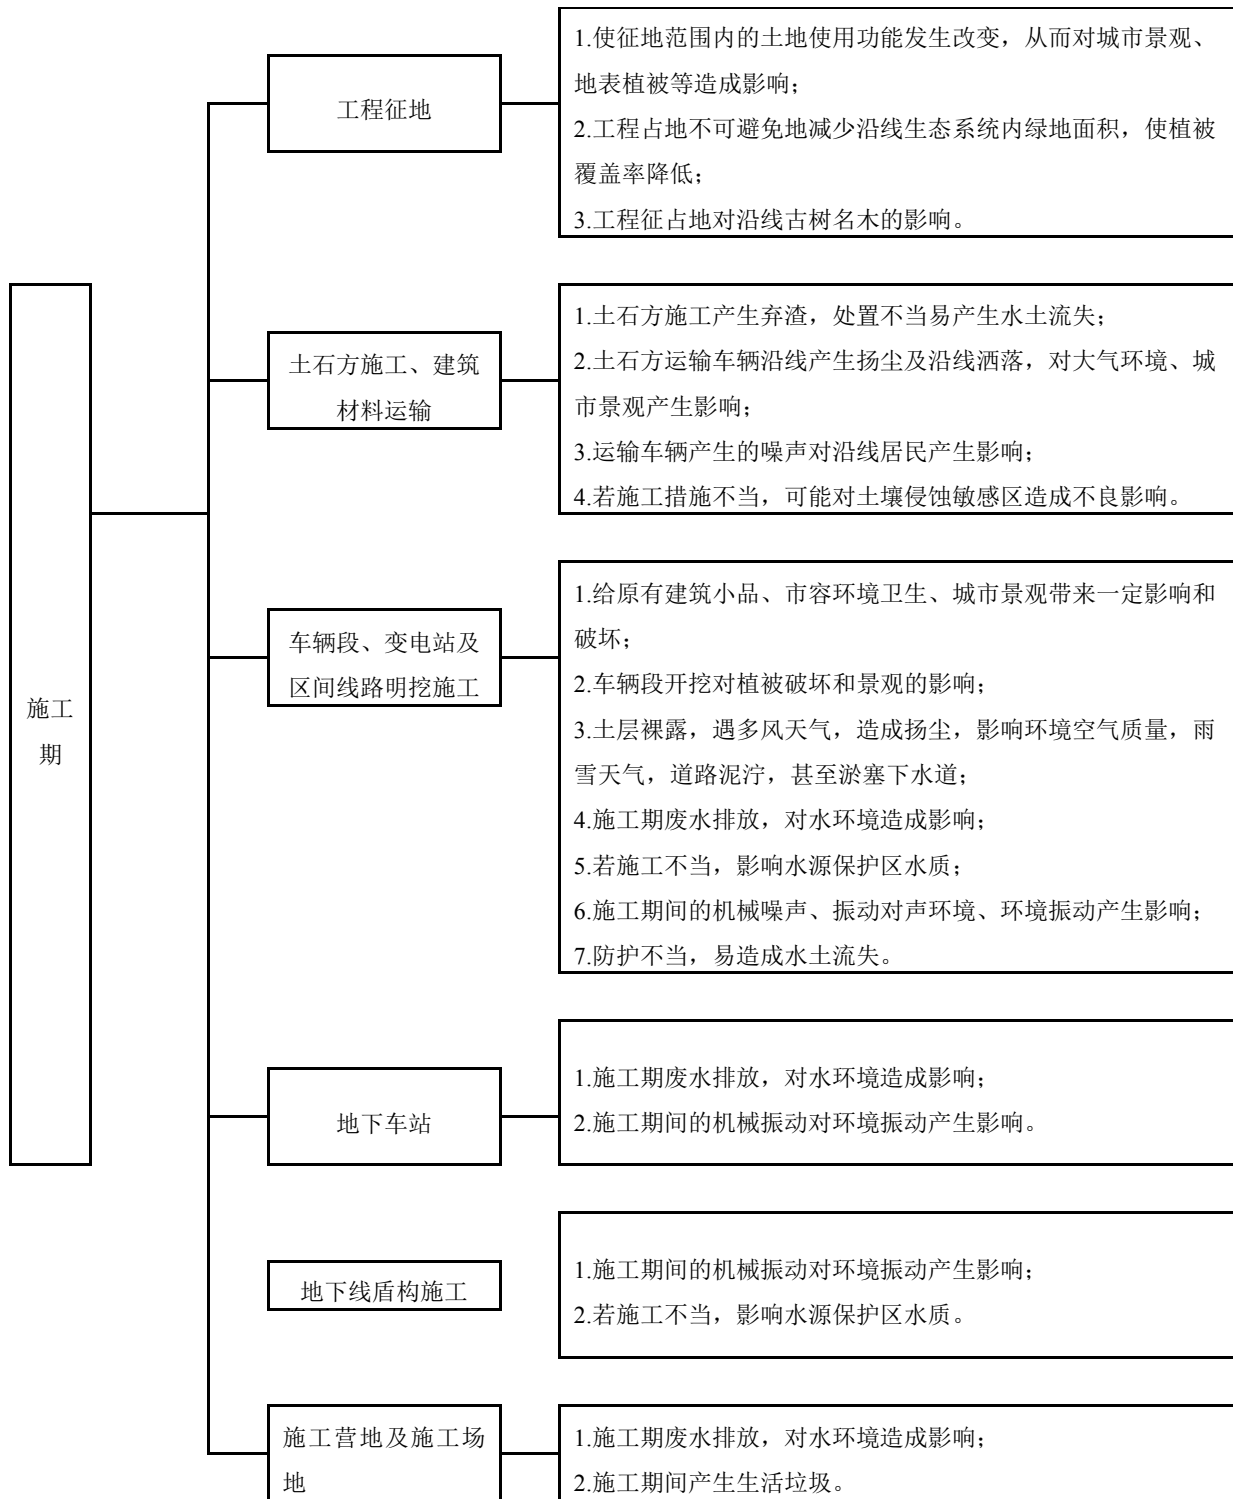 工程征地
1.使征地范围内的土地使用功能发生改变，从而对城市景观、
地表植被等造成影响；
2.工程占地不可避免地减少沿线生态系统内绿地面积，使植被
覆盖率降低；
3.工程征占地对沿线古树名木的影响。
施工
期
土石方施工、建筑
材料运输
1.土石方施工产生弃渣，处置不当易产生水土流失；
2.土石方运输车辆沿线产生扬尘及沿线洒落，对大气环境、城
市景观产生影响；
3.运输车辆产生的噪声对沿线居民产生影响；
4.若施工措施不当，可能对土壤侵蚀敏感区造成不良影响。
车辆段、变电站及
区间线路明挖施工
1.给原有建筑小品、市容环境卫生、城市景观带来一定影响和
破坏；
2.车辆段开挖对植被破坏和景观的影响；
3.土层裸露，遇多风天气，造成扬尘，影响环境空气质量，雨
雪天气，道路泥泞，甚至淤塞下水道；
4.施工期废水排放，对水环境造成影响；
5.若施工不当，影响水源保护区水质；
6.施工期间的机械噪声、振动对声环境、环境振动产生影响；
7.防护不当，易造成水土流失。
地下车站
1.施工期废水排放，对水环境造成影响；
2.施工期间的机械振动对环境振动产生影响。
地下线盾构施工
1.施工期间的机械振动对环境振动产生影响；
2.若施工不当，影响水源保护区水质。
施工营地及施工场
地
1.施工期废水排放，对水环境造成影响；
2.施工期间产生生活垃圾。